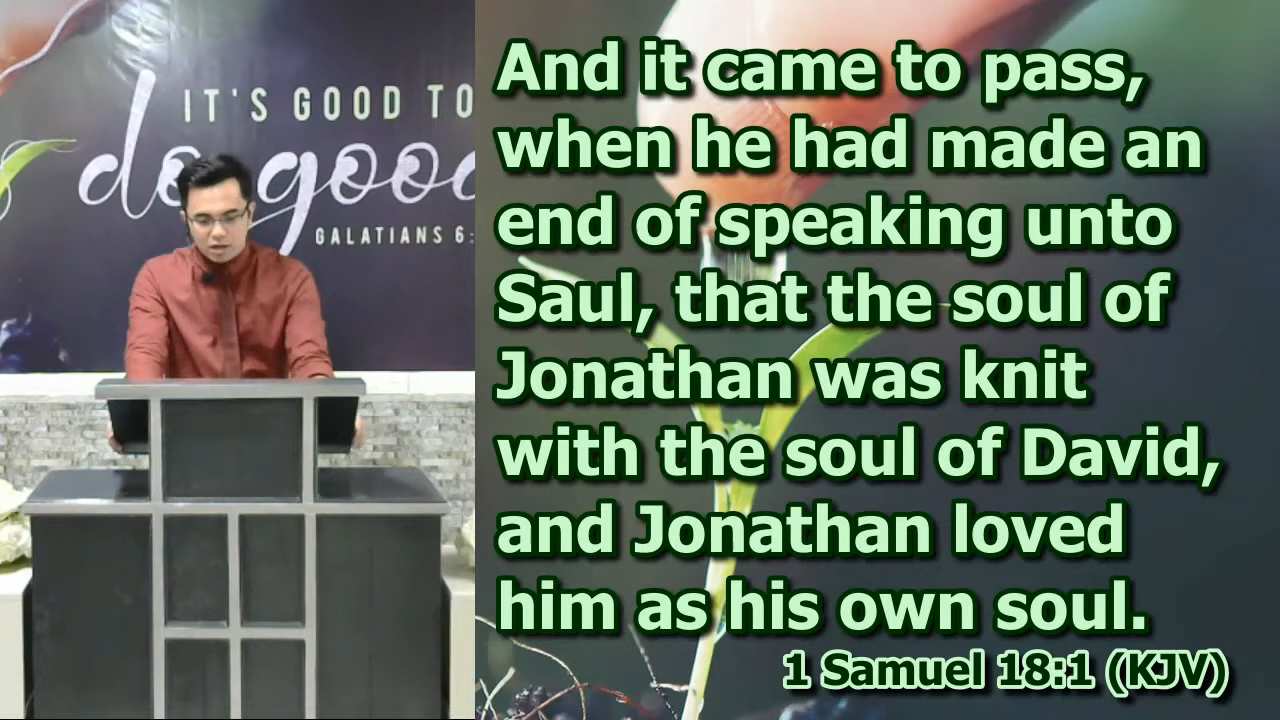 IT'S GOOD TO
do good
GALATIANS 6:
And it came to pass,
when he had made an
end of speaking unto
Saul, that the soul of
Jonathan was knit
with the soul of David,
and Jonathan loved
him as his own soul.
1 Samuel 18:1 (KJV)